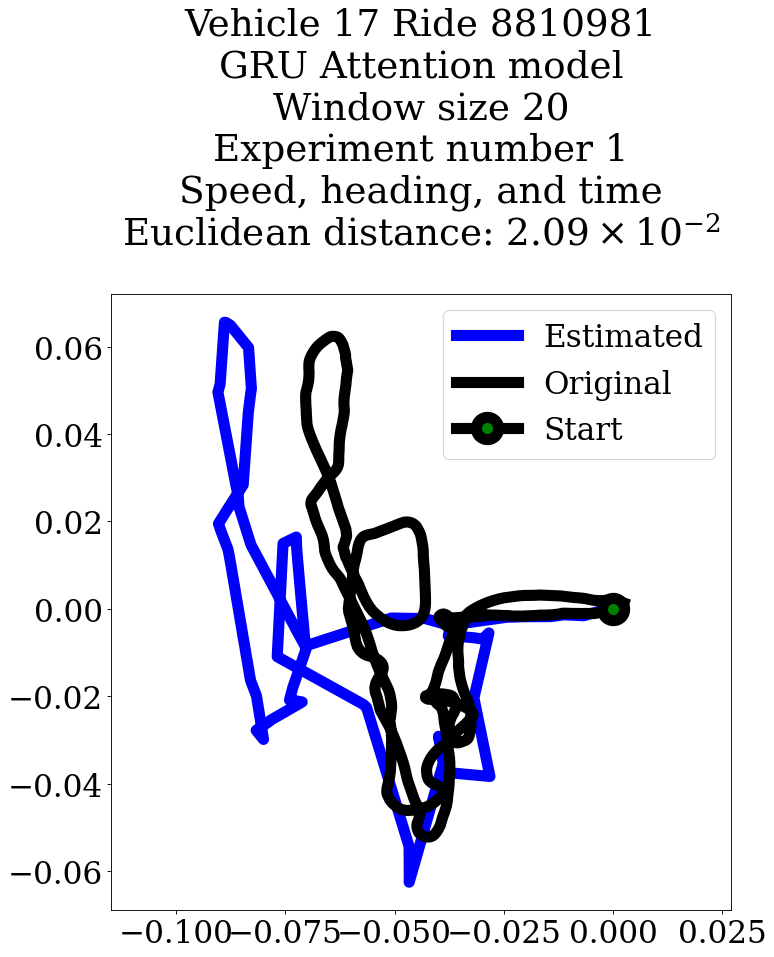 Vehicle 17 Ride 8810981
GRU Attention model
Window size 20
Experiment number 1
Speed, heading, and time
Euclidean distance: 2.09 × 10⁻²
Estimated
Original
Start
0.06
0.04
0.02
0.00
−0.02
−0.04
−0.06
−0.100 −0.075 −0.050 −0.025 0.000 0.025